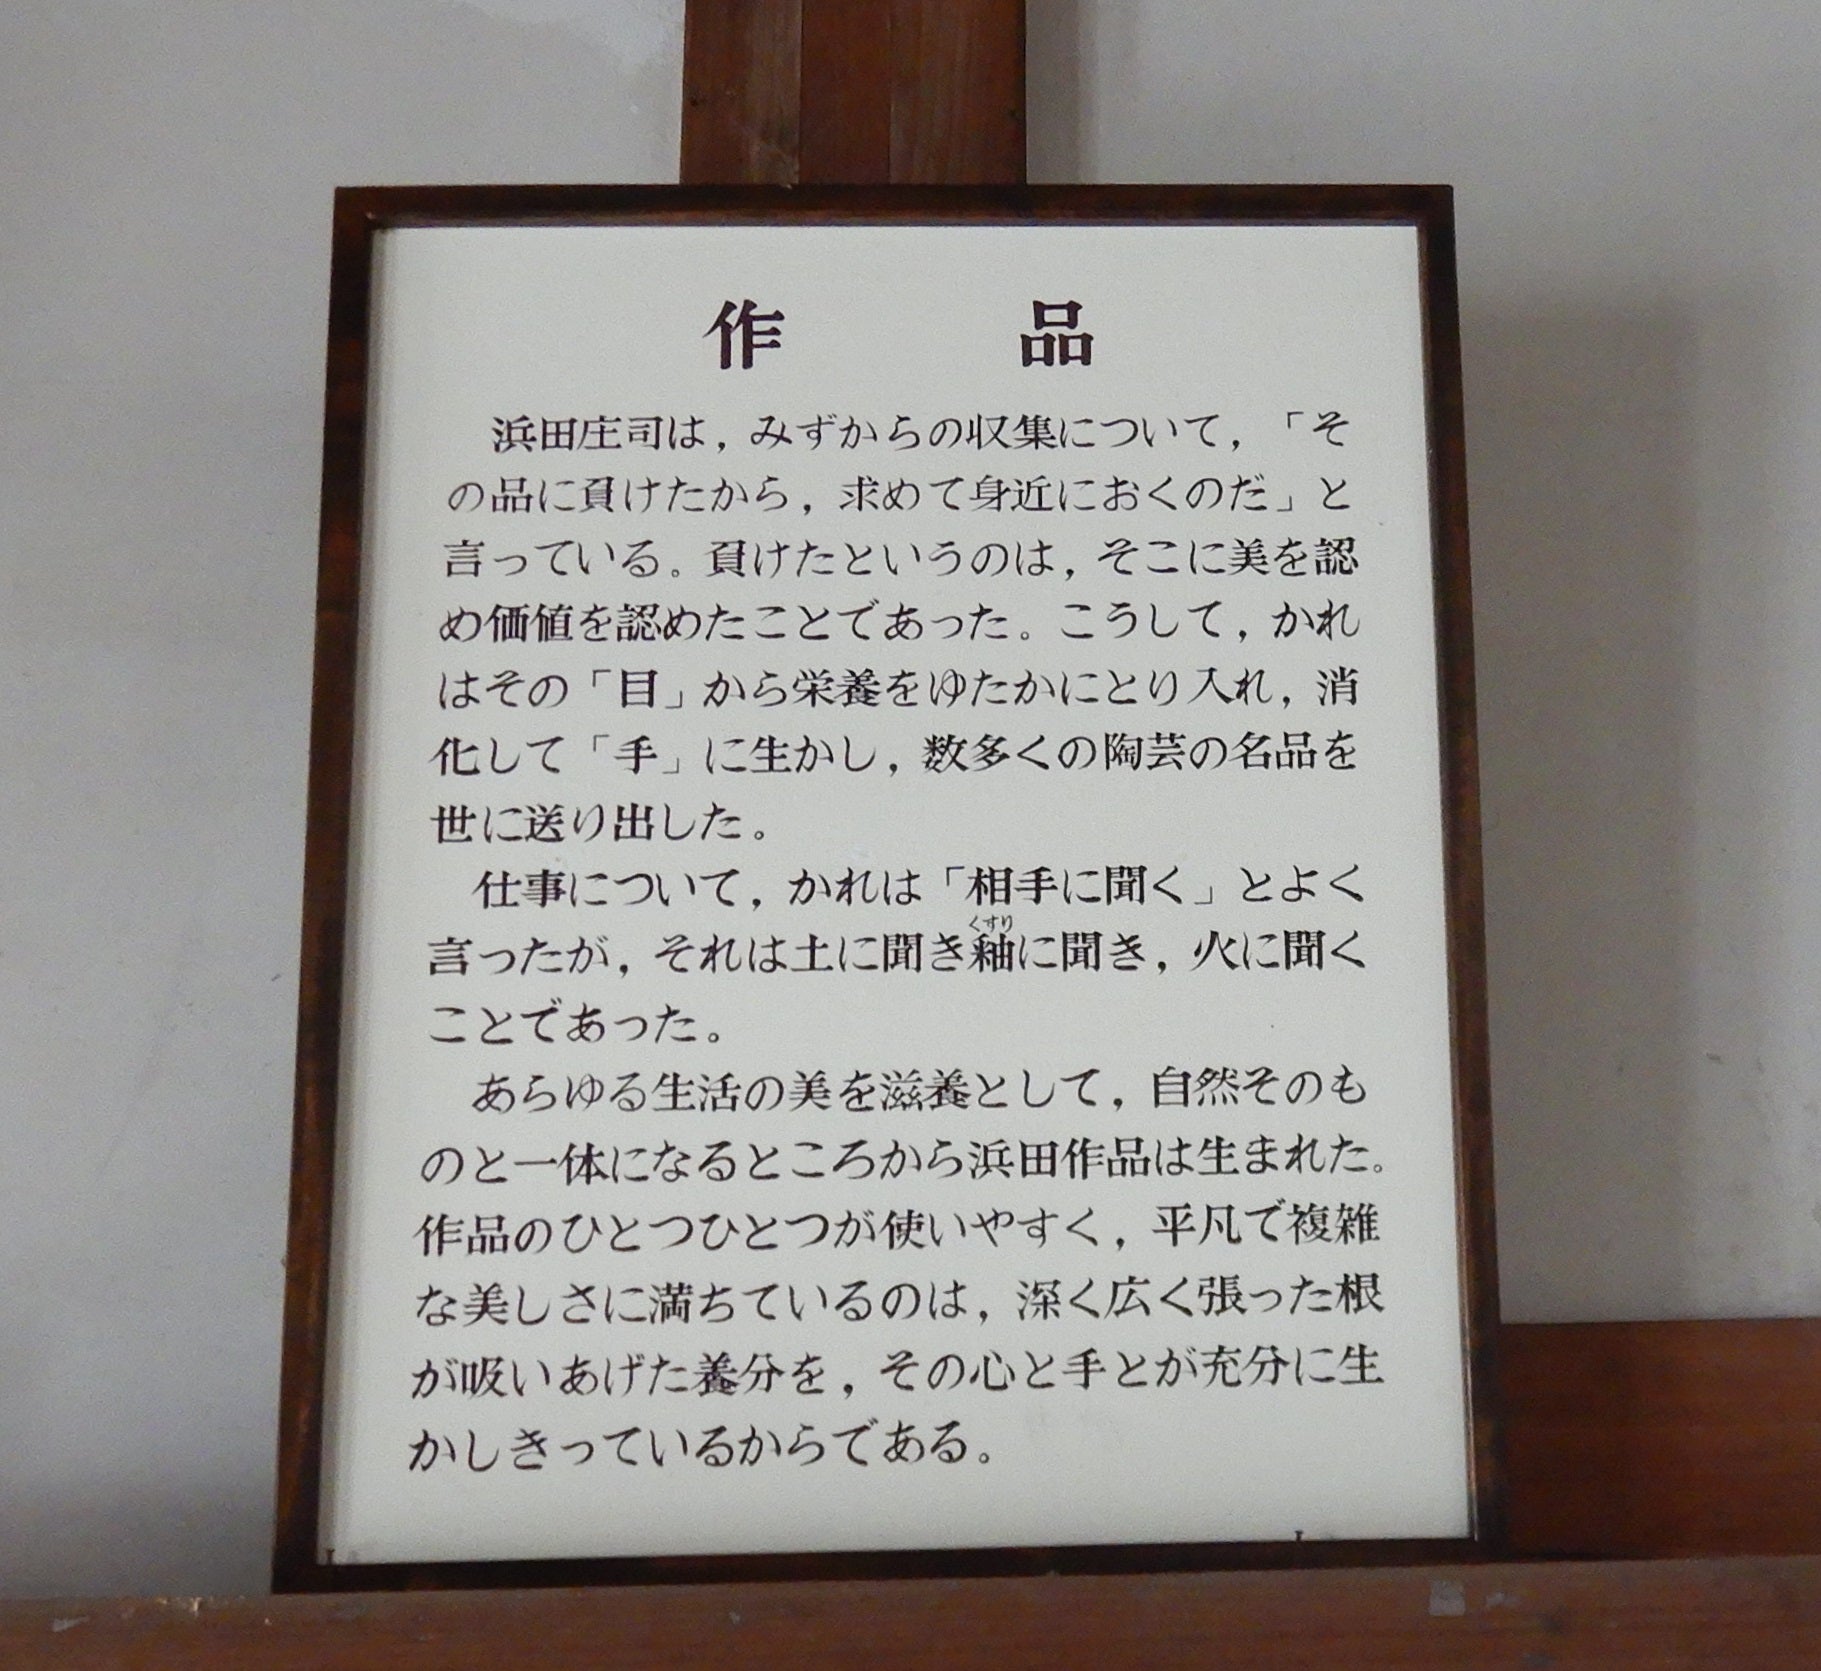 作品
浜田庄司は，みずからの収集について，「そ
の品に負けたから，求めて身近におくのだ」と
言っている。負けたというのは，そこに美を認
め価値を認めたことであった。こうして，かれ
はその「目」から栄養をゆたかにとり入れ，消
化して「手」に生かし，数多くの陶芸の名品を
世に送り出した。
仕事について，かれは「相手に聞く」とよく
くすり
言ったが，それは土に聞き釉に聞き，火に聞く
ことであった。
あらゆる生活の美を滋養として，自然そのも
のと一体になるところから浜田作品は生まれた。
作品のひとつひとつが使いやすく，平凡で複雑
な美しさに満ちているのは，深く広く張った根
が吸いあげた養分を，その心と手とが充分に生
かしきっているからである。